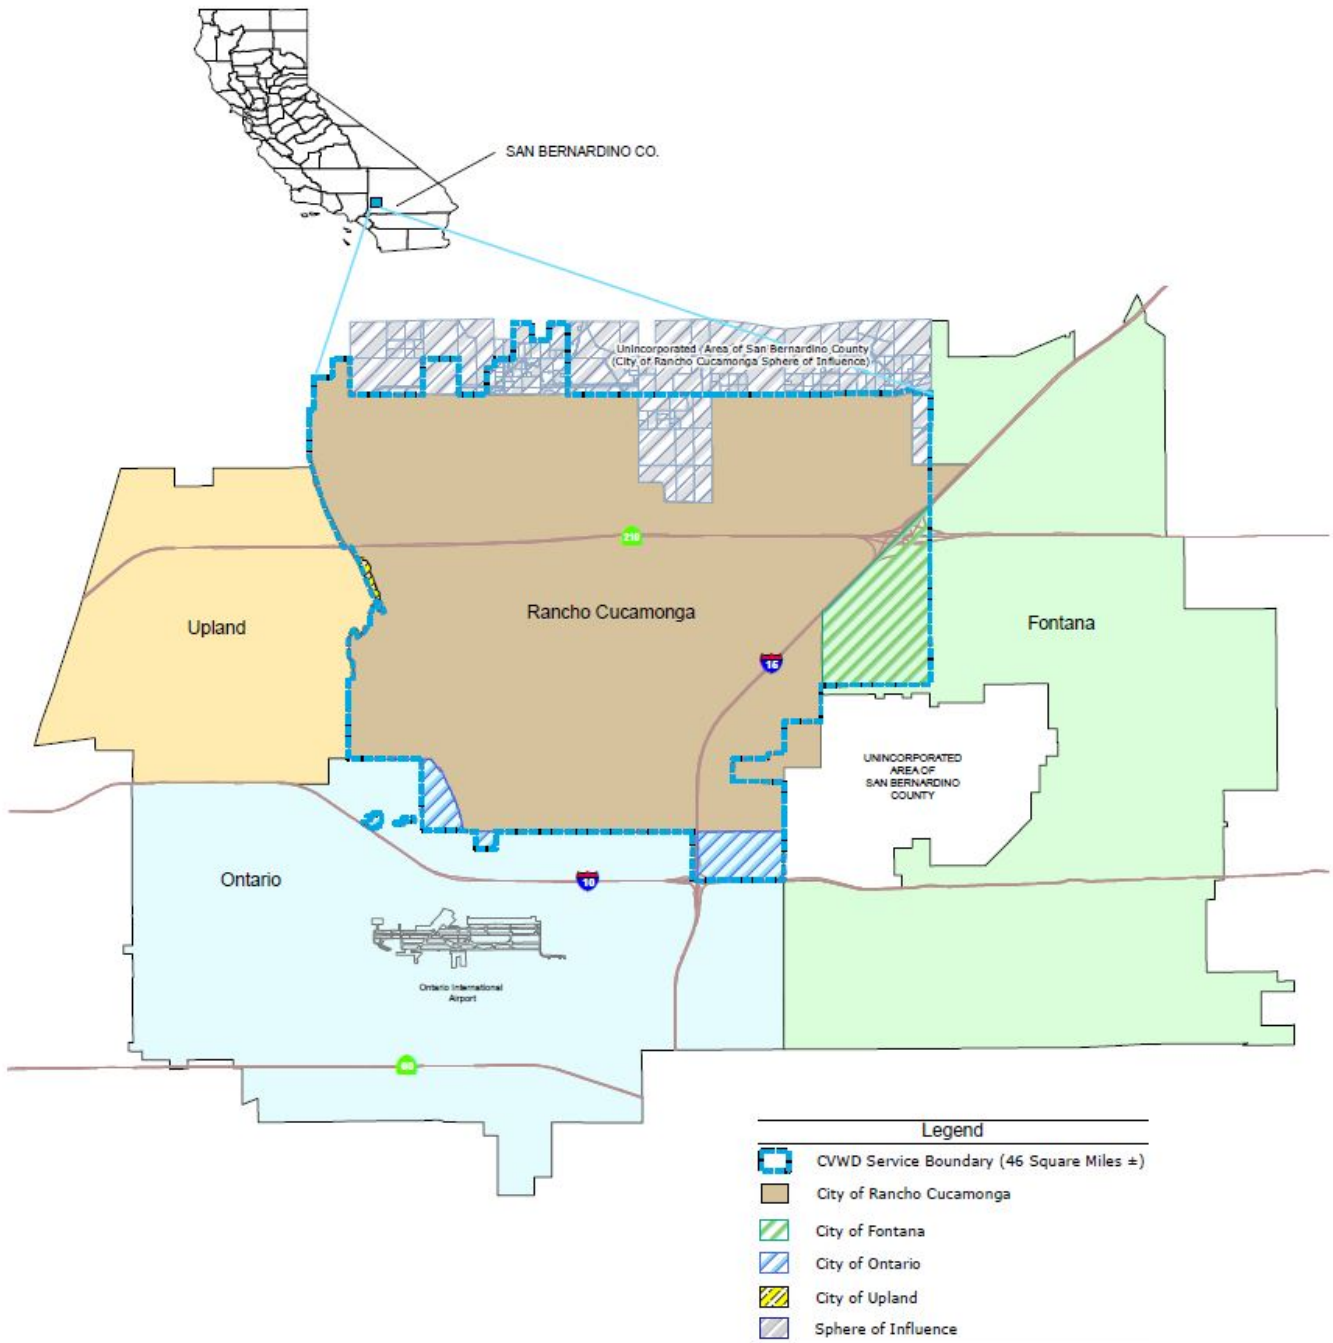 SAN BERNARDINO CO.
Unincorporated Area of San Bernardino County
(City of Rancho Cucamonga Sphere of Influence)
210
Rancho Cucamonga
Upland
Fontana
15
UNINCORPORATED
AREA OF
SAN BERNARDINO
COUNTY
Ontario
10
Ontario International
Airport
60
Legend
CVWD Service Boundary (46 Square Miles ±)
City of Rancho Cucamonga
City of Fontana
City of Ontario
City of Upland
Sphere of Influence